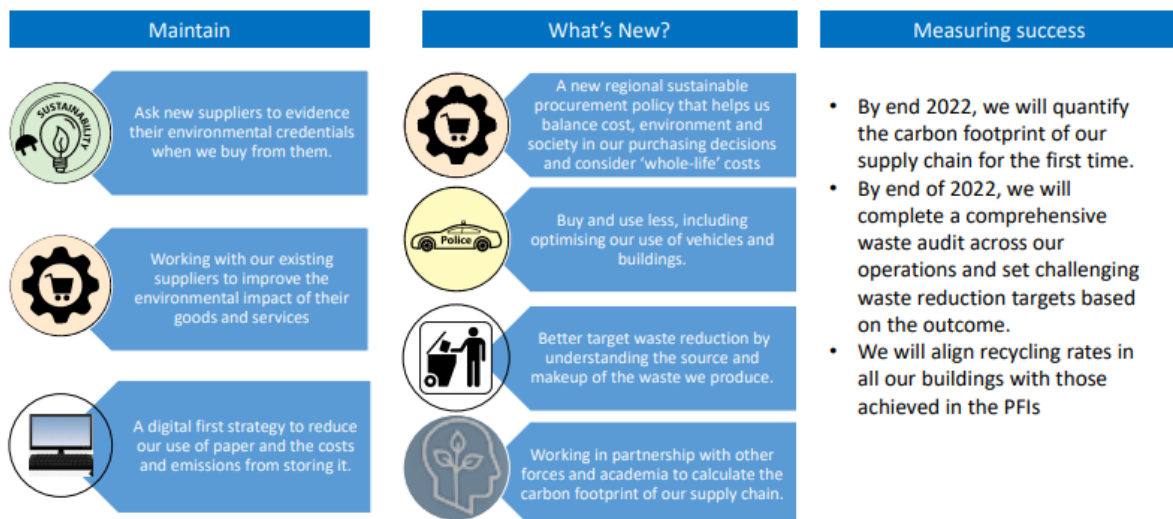 Maintain
SUSTAINABILITY
Ask new suppliers to evidence
their environmental credentials
when we buy from them.
Working with our existing
suppliers to improve the
environmental impact of their
goods and services
A digital first strategy to reduce
our use of paper and the costs
and emissions from storing it.
What's New?
A new regional sustainable
procurement policy that helps us
balance cost, environment and
society in our purchasing decisions
and consider 'whole-life' costs
Police
Buy and use less, including
optimising our use of vehicles and
buildings.
Better target waste reduction by
understanding the source and
makeup of the waste we produce.
Working in partnership with other
forces and academia to calculate the
carbon footprint of our supply chain.
Measuring success
• By end 2022, we will quantify
the carbon footprint of our
supply chain for the first time.
• By end of 2022, we will
complete a comprehensive
waste audit across our
operations and set challenging
waste reduction targets based
on the outcome.
• We will align recycling rates in
all our buildings with those
achieved in the PFIs